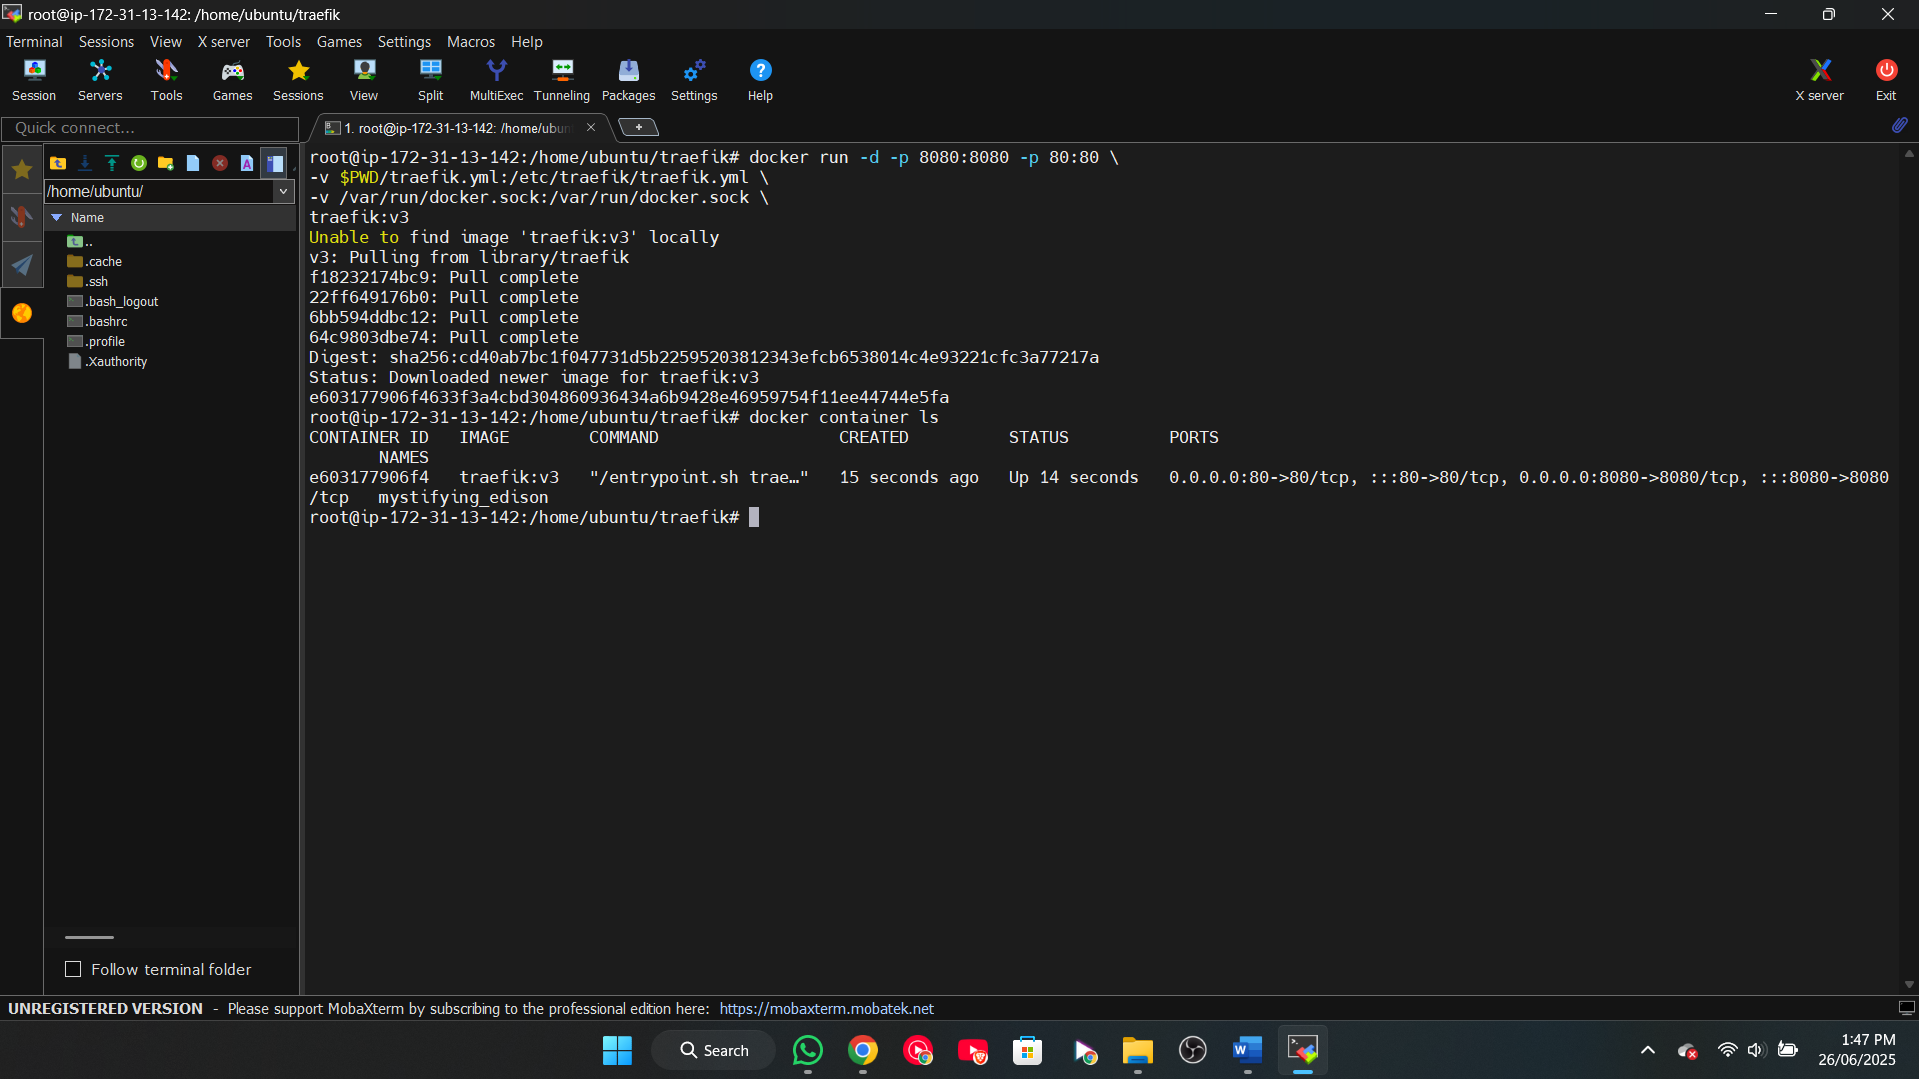 root@ip-172-31-13-142: /home/ubuntu/traefik
Terminal Sessions View X server Tools Games Settings Macros Help
Session Servers Tools Games Sessions View Split MultiExec Tunneling Packages Settings Help X server Exit
Quick connect...
1. root@ip-172-31-13-142: /home/ubun
/home/ubuntu/
Name
..
.cache
.ssh
.bash_logout
.bashrc
.profile
.Xauthority
Follow terminal folder
root@ip-172-31-13-142:/home/ubuntu/traefik# docker run -d -p 8080:8080 -p 80:80 \
-v $PWD/traefik.yml:/etc/traefik/traefik.yml \
-v /var/run/docker.sock:/var/run/docker.sock \
traefik:v3
Unable to find image 'traefik:v3' locally
v3: Pulling from library/traefik
f18232174bc9: Pull complete
22ff649176b0: Pull complete
6bb594ddbc12: Pull complete
64c9803dbe74: Pull complete
Digest: sha256:cd40ab7bc1f047731d5b22595203812343efcb6538014c4e93221cfc3a77217a
Status: Downloaded newer image for traefik:v3
e603177906f4633f3a4cbd304860936434a6b9428e46959754f11ee44744e5fa
root@ip-172-31-13-142:/home/ubuntu/traefik# docker container ls
CONTAINER ID IMAGE COMMAND CREATED STATUS PORTS
NAMES
e603177906f4 traefik:v3 "/entrypoint.sh trae…" 15 seconds ago Up 14 seconds 0.0.0.0:80->80/tcp, :::80->80/tcp, 0.0.0.0:8080->8080/tcp, :::8080->8080
/tcp mystifying_edison
root@ip-172-31-13-142:/home/ubuntu/traefik#
UNREGISTERED VERSION - Please support MobaXterm by subscribing to the professional edition here: https://mobaxterm.mobatek.net
Search
1:47 PM
26/06/2025